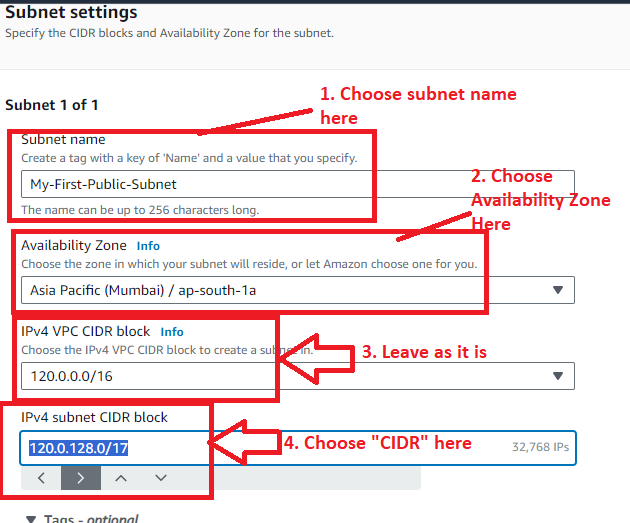 Subnet settings
Specify the CIDR blocks and Availability Zone for the subnet.
1. Choose subnet name
here
Subnet 1 of 1
Subnet name
Create a tag with a key of 'Name' and a value that you specify.
My-First-Public-Subnet
The name can be up to 256 characters long.
2. Choose
Availability Zone
Here
Availability Zone Info
Choose the zone in which your subnet will reside, or let Amazon choose one for you.
Asia Pacific (Mumbai) / ap-south-1a
IPv4 VPC CIDR block Info
Choose the IPv4 VPC CIDR block to create a subnet in.
120.0.0.0/16
3. Leave as it is
IPv4 subnet CIDR block
120.0.128.0/17
32,768 IPs
4. Choose "CIDR" here
Tags - optional